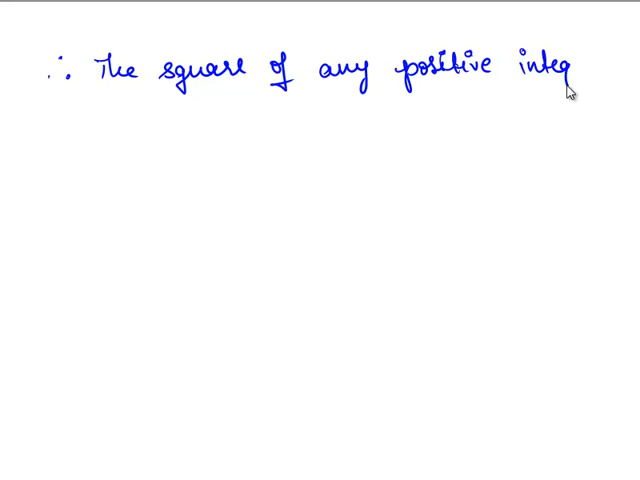 ∴ The square of any positive integ